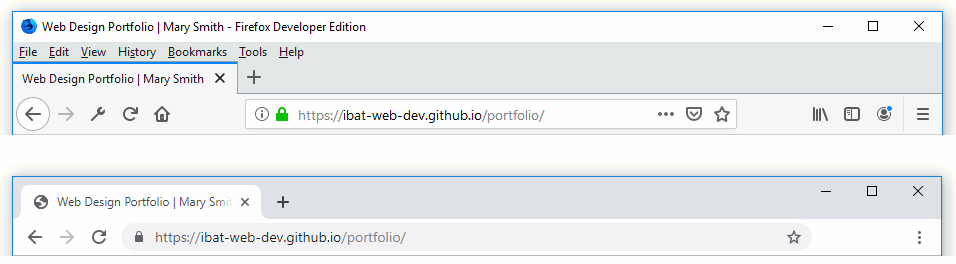 Web Design Portfolio | Mary Smith - Firefox Developer Edition
File Edit View History Bookmarks Tools Help
Web Design Portfolio | Mary Smith
https://ibat-web-dev.github.io/portfolio/
Web Design Portfolio | Mary Smit
https://ibat-web-dev.github.io/portfolio/